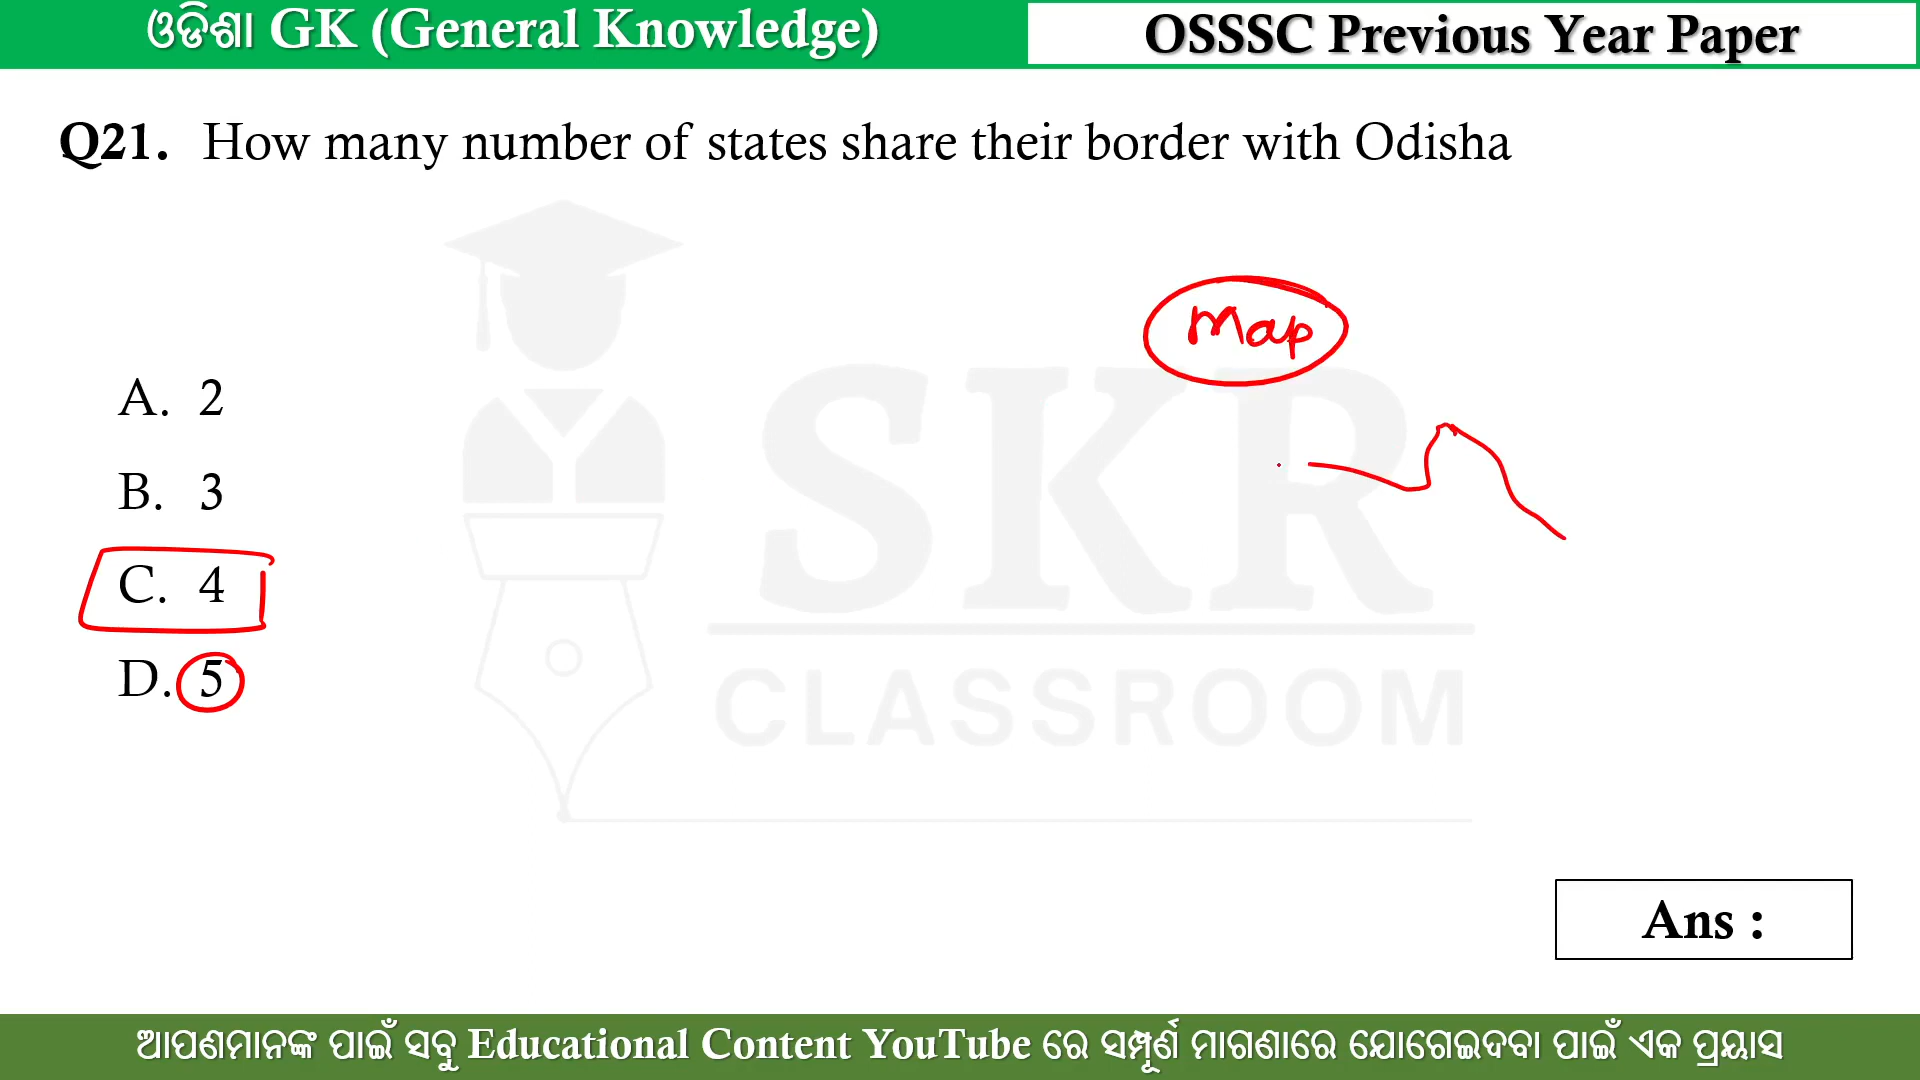 ଓଡିଶା GK (General Knowledge)
OSSSC Previous Year Paper
Q21. How many number of states share their border with Odisha
Map
A. 2
B. 3
C. 4
D. 5
SKR
CLASSROOM
Ans :
ଆପଣମାନଙ୍କ ପାଇଁ ସବୁ Educational Content YouTube ରେ ସମ୍ପୂର୍ଣ ମାଗଣାରେ ଯୋଗେଇଦବା ପାଇଁ ଏକ ପ୍ରୟାସ